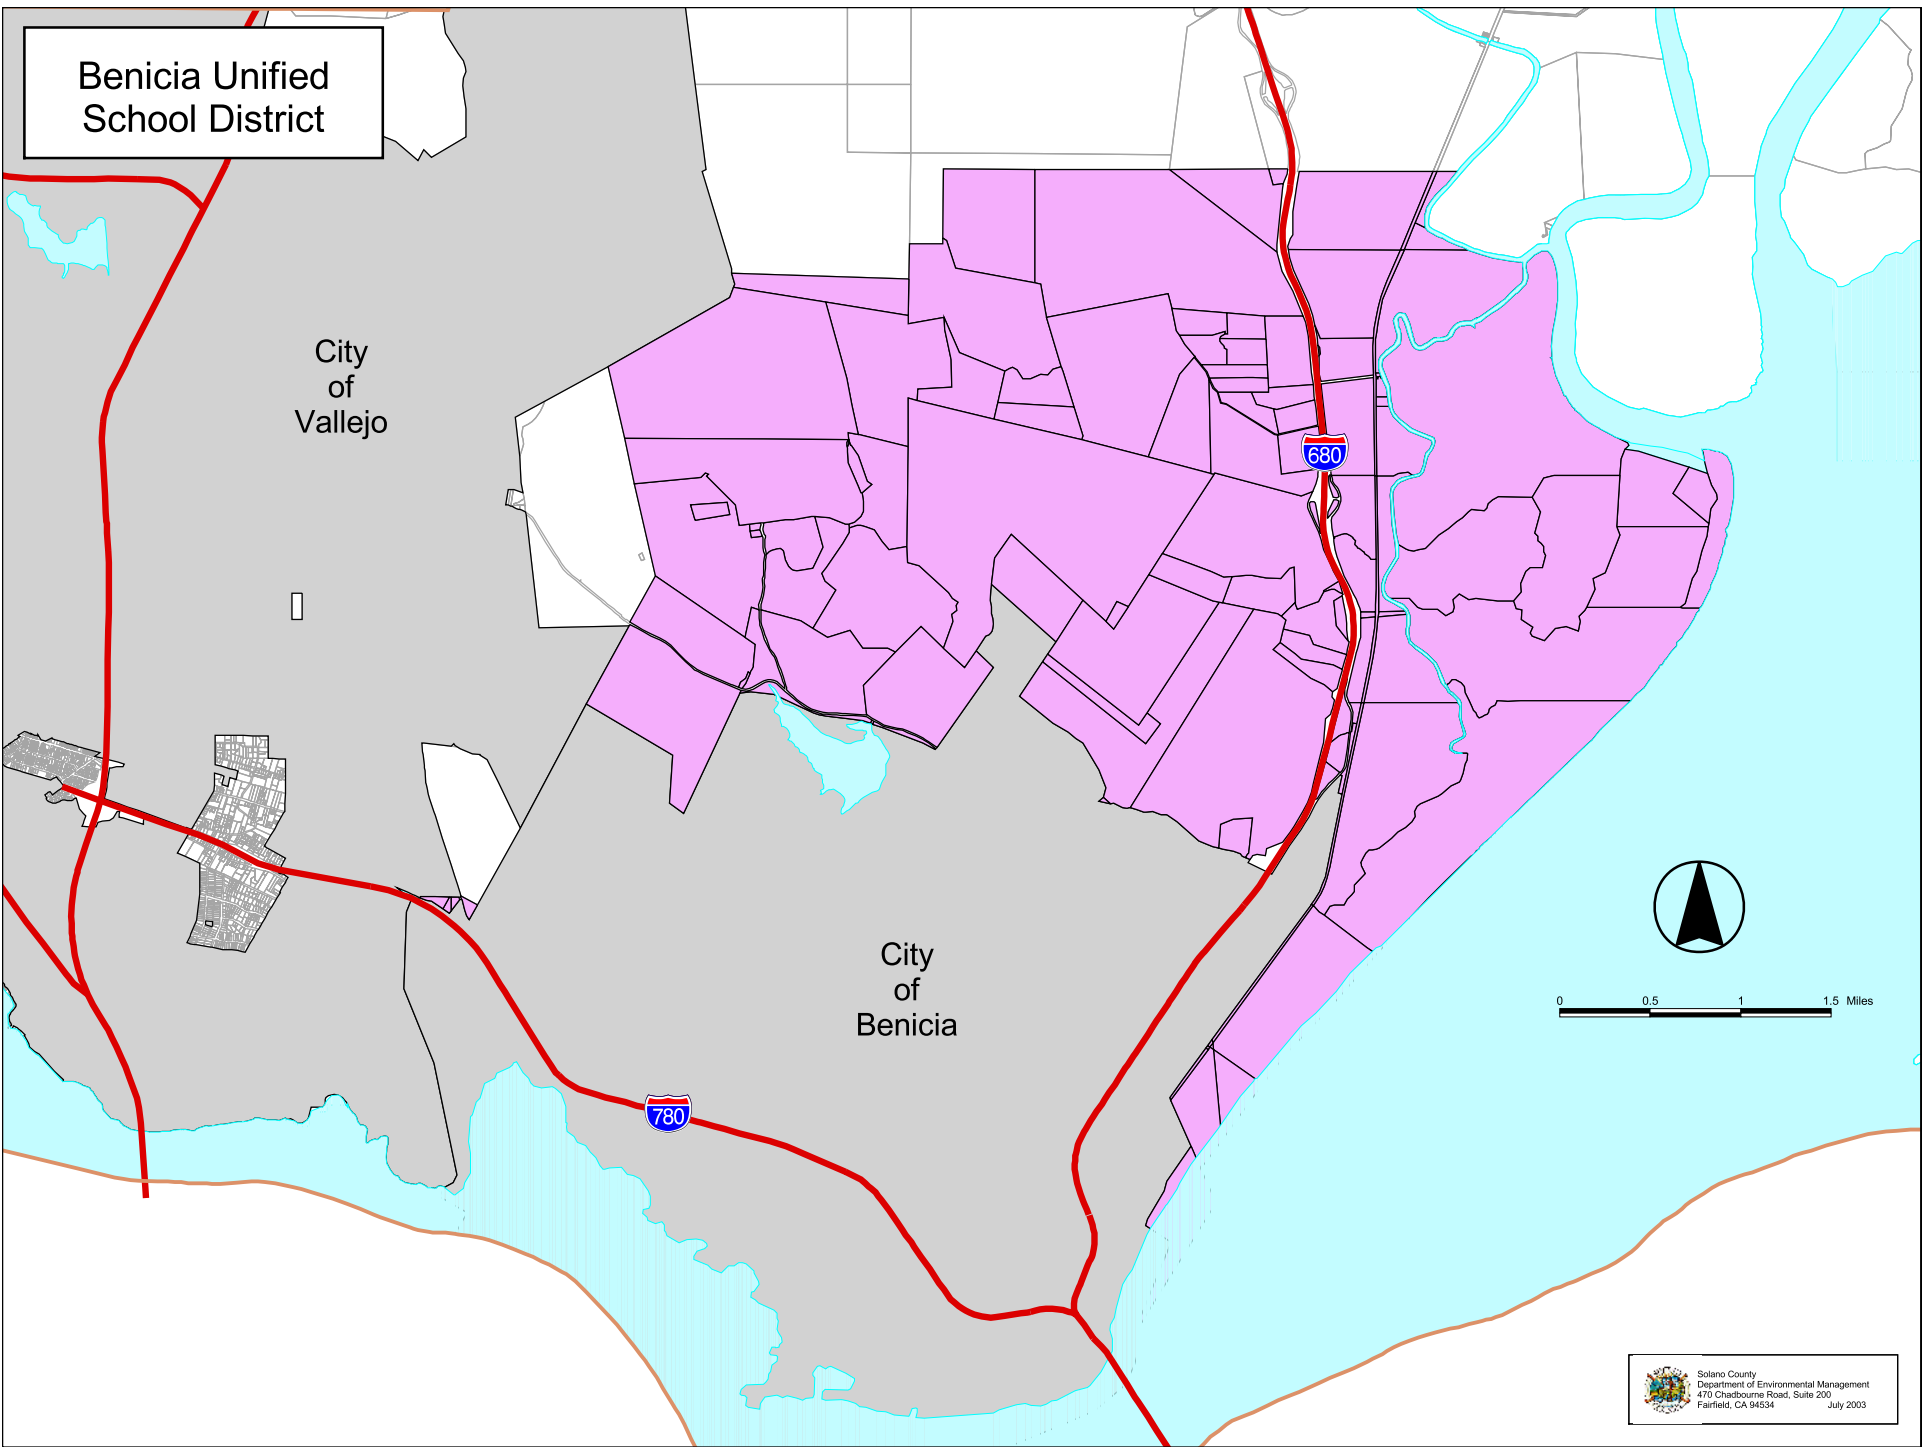 Benicia Unified
School District
City
of
Vallejo
680
City
of
Benicia
780
0 0.5 1 1.5 Miles
Solano County
Department of Environmental Management
470 Chadbourne Road, Suite 200
Fairfield, CA 94534 July 2003